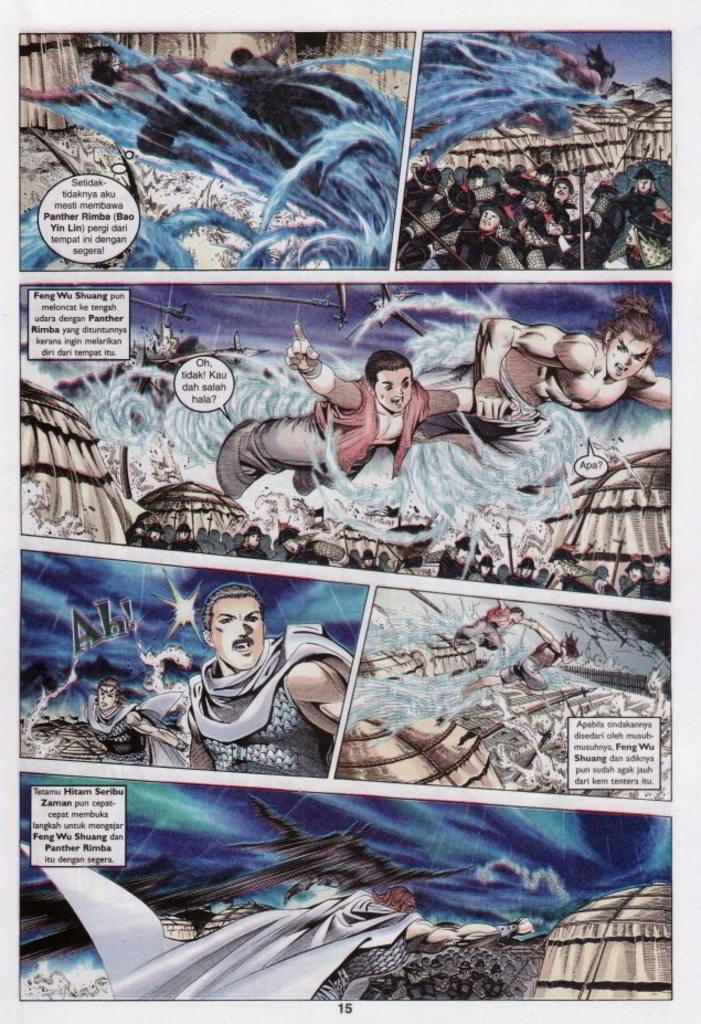 Setidak-
tidaknya aku
mesti membawa
Panther Rimba (Bao
Yin Lin) pergi dari
tempat ini dengan
segera!
Feng Wu Shuang pun
meloncat ke tengah
udara dengan Panther
Rimba yang dituntunnya
kerana ingin melarikan
diri dari tempat itu.
Oh,
tidak! Kau
dah salah
hala?
Apa?
Ah!
Apabila tindakannya
disedari oleh musuh-
musuhnya, Feng Wu
Shuang dan adiknya
pun sudah agak jauh
dari kem tentera itu.
Tetamu Hitam Seribu
Zaman pun cepat-
cepat membuka
langkah untuk mengejar
Feng Wu Shuang dan
Panther Rimba
itu dengan segera.
15